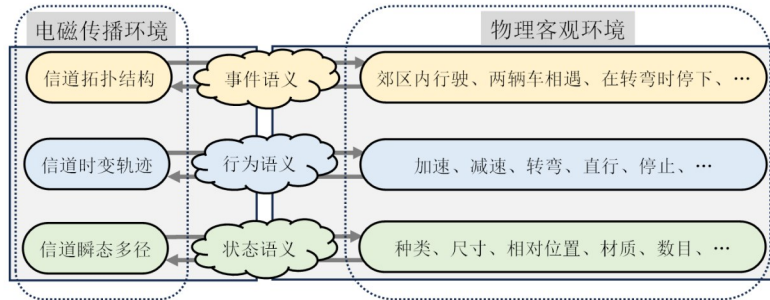 电磁传播环境
物理客观环境
信道拓扑结构
事件语义
郊区内行驶、两辆车相遇、在转弯时停下、…
信道时变轨迹
行为语义
加速、减速、转弯、直行、停止、…
信道瞬态多径
状态语义
种类、尺寸、相对位置、材质、数目、…